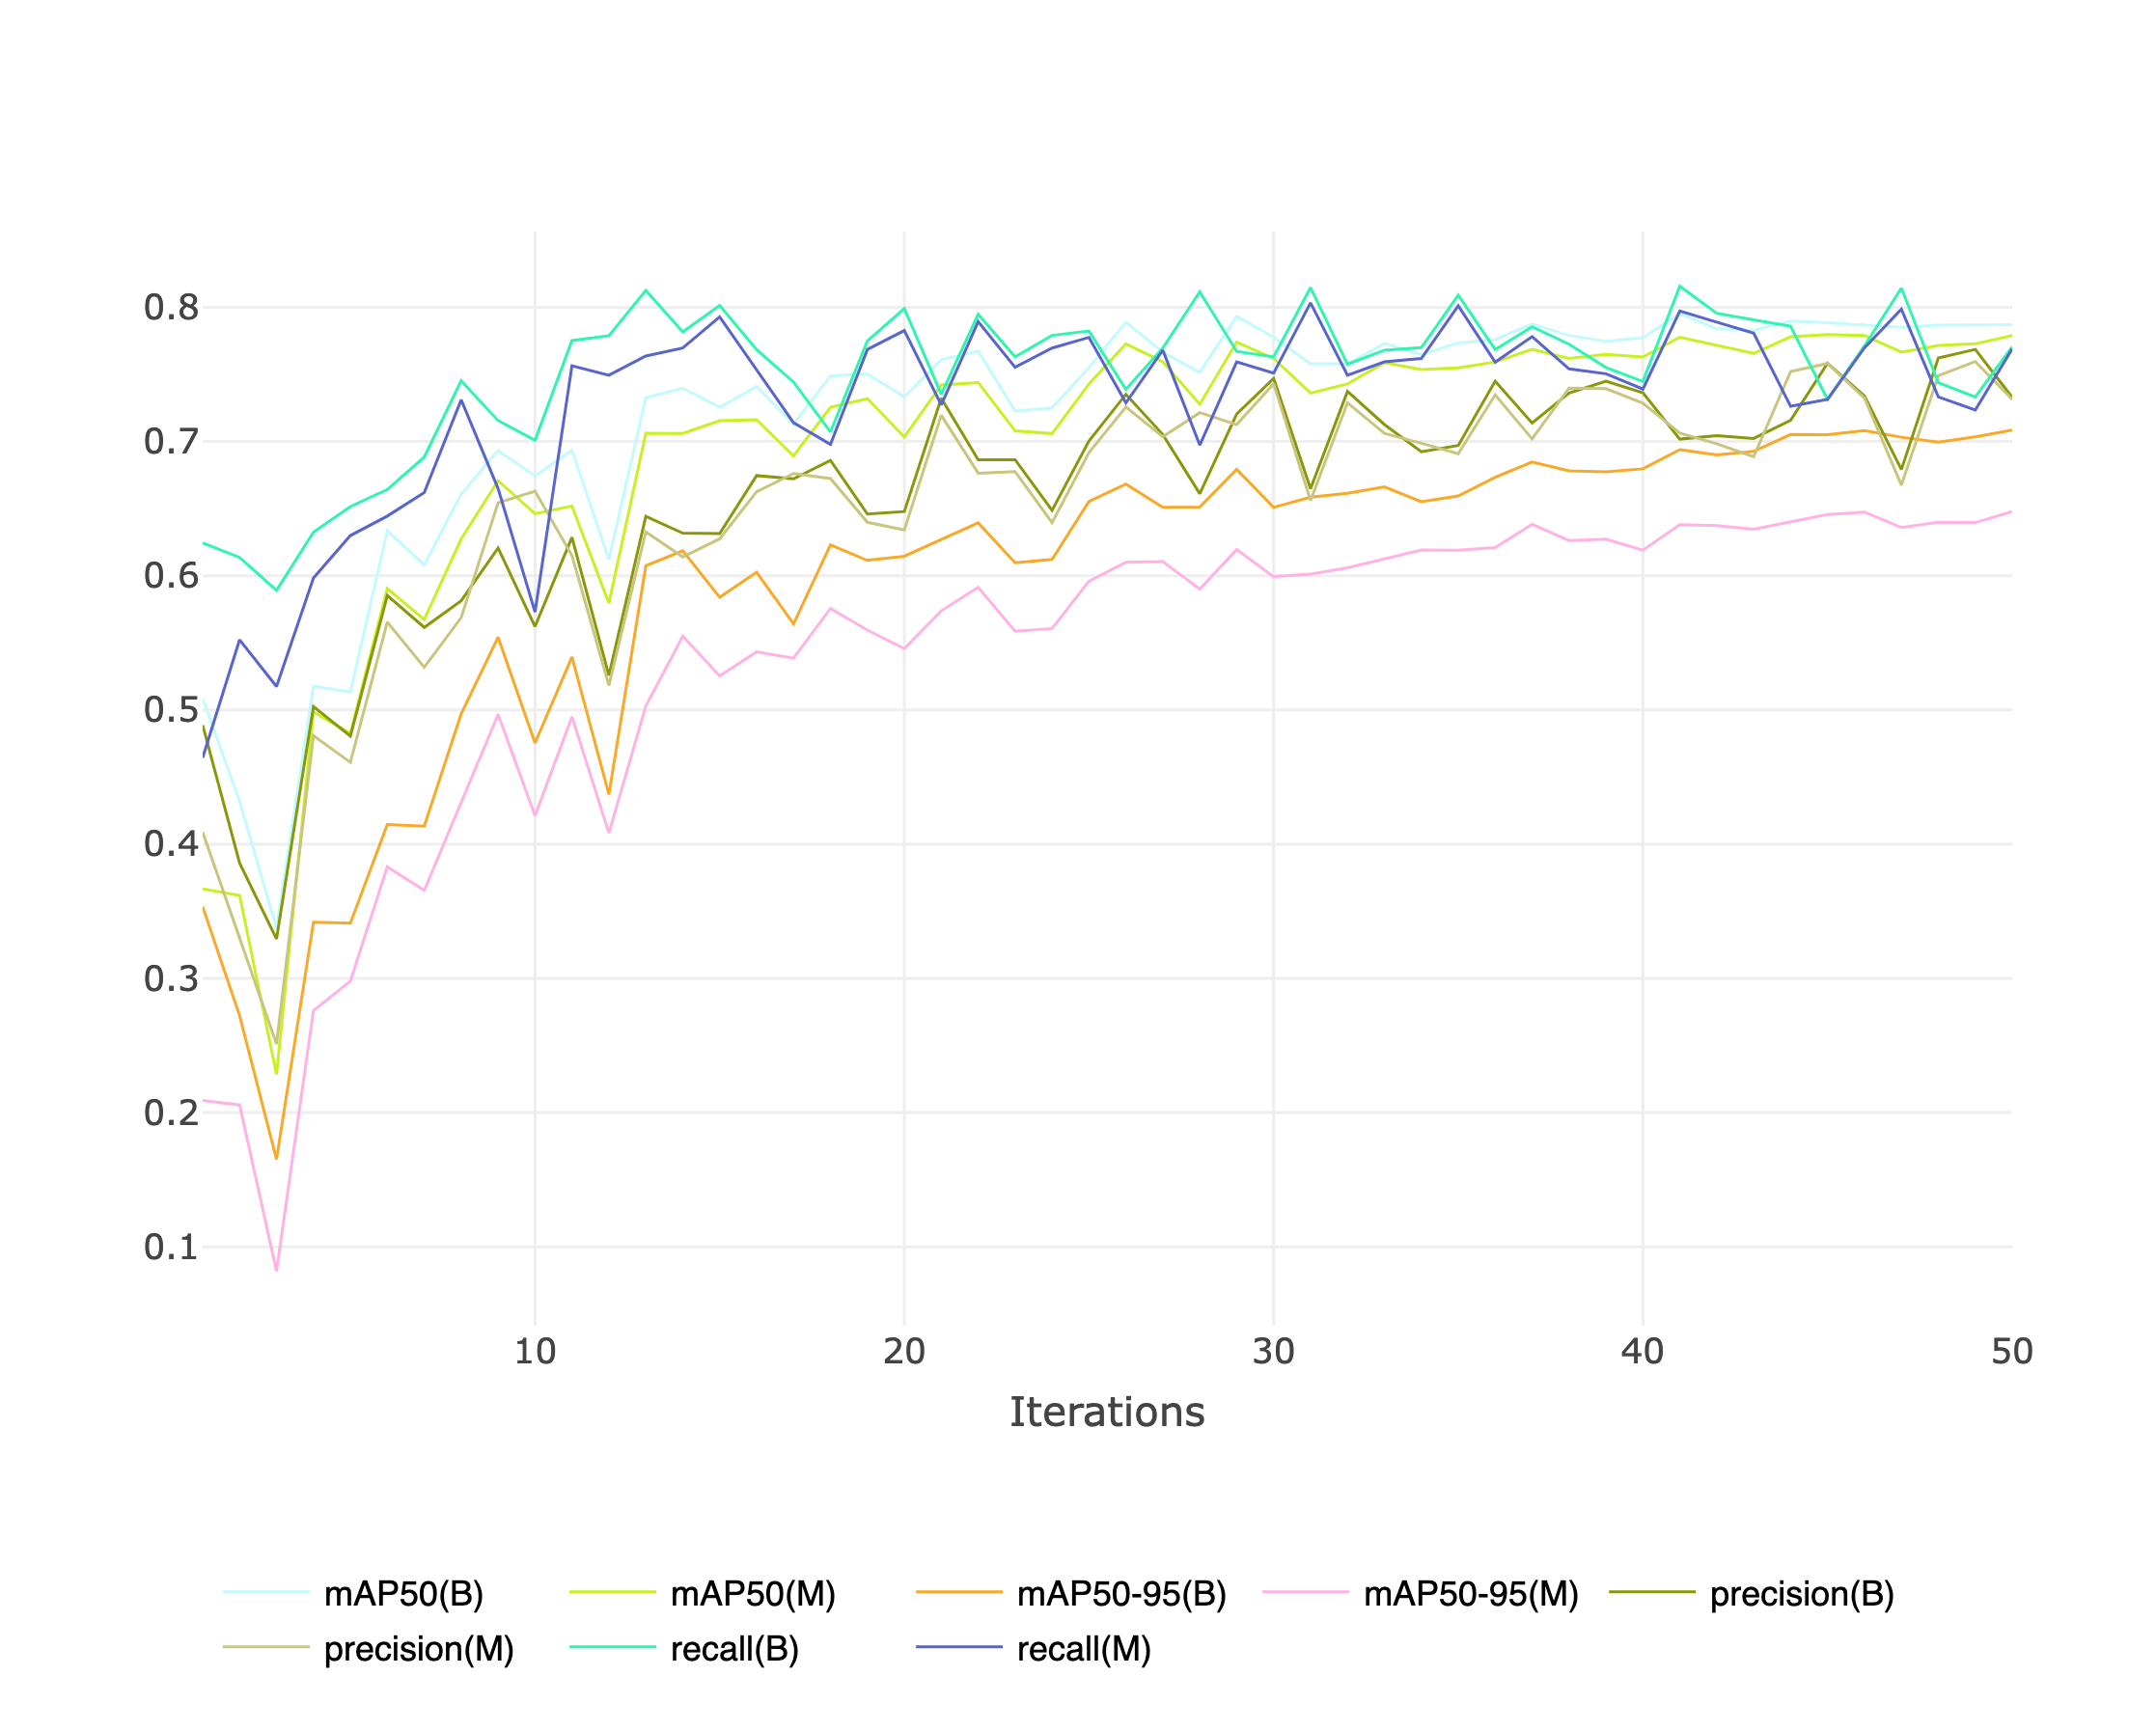 0.8
0.7
0.6
0.5
0.4
0.3
0.2
0.1
10 20 30 40 50
Iterations
mAP50(B) mAP50(M) mAP50-95(B) mAP50-95(M) precision(B)
precision(M) recall(B) recall(M)